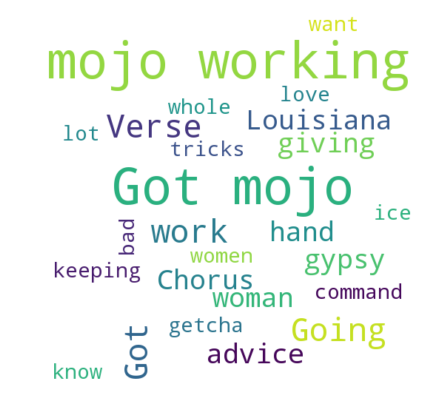 want
mojo working
love
whole
Verse Louisiana
lot
tricks giving
Got mojo
ice
bad work hand
women gypsy
keeping
Chorus
woman command
getcha Going
Got advice
know